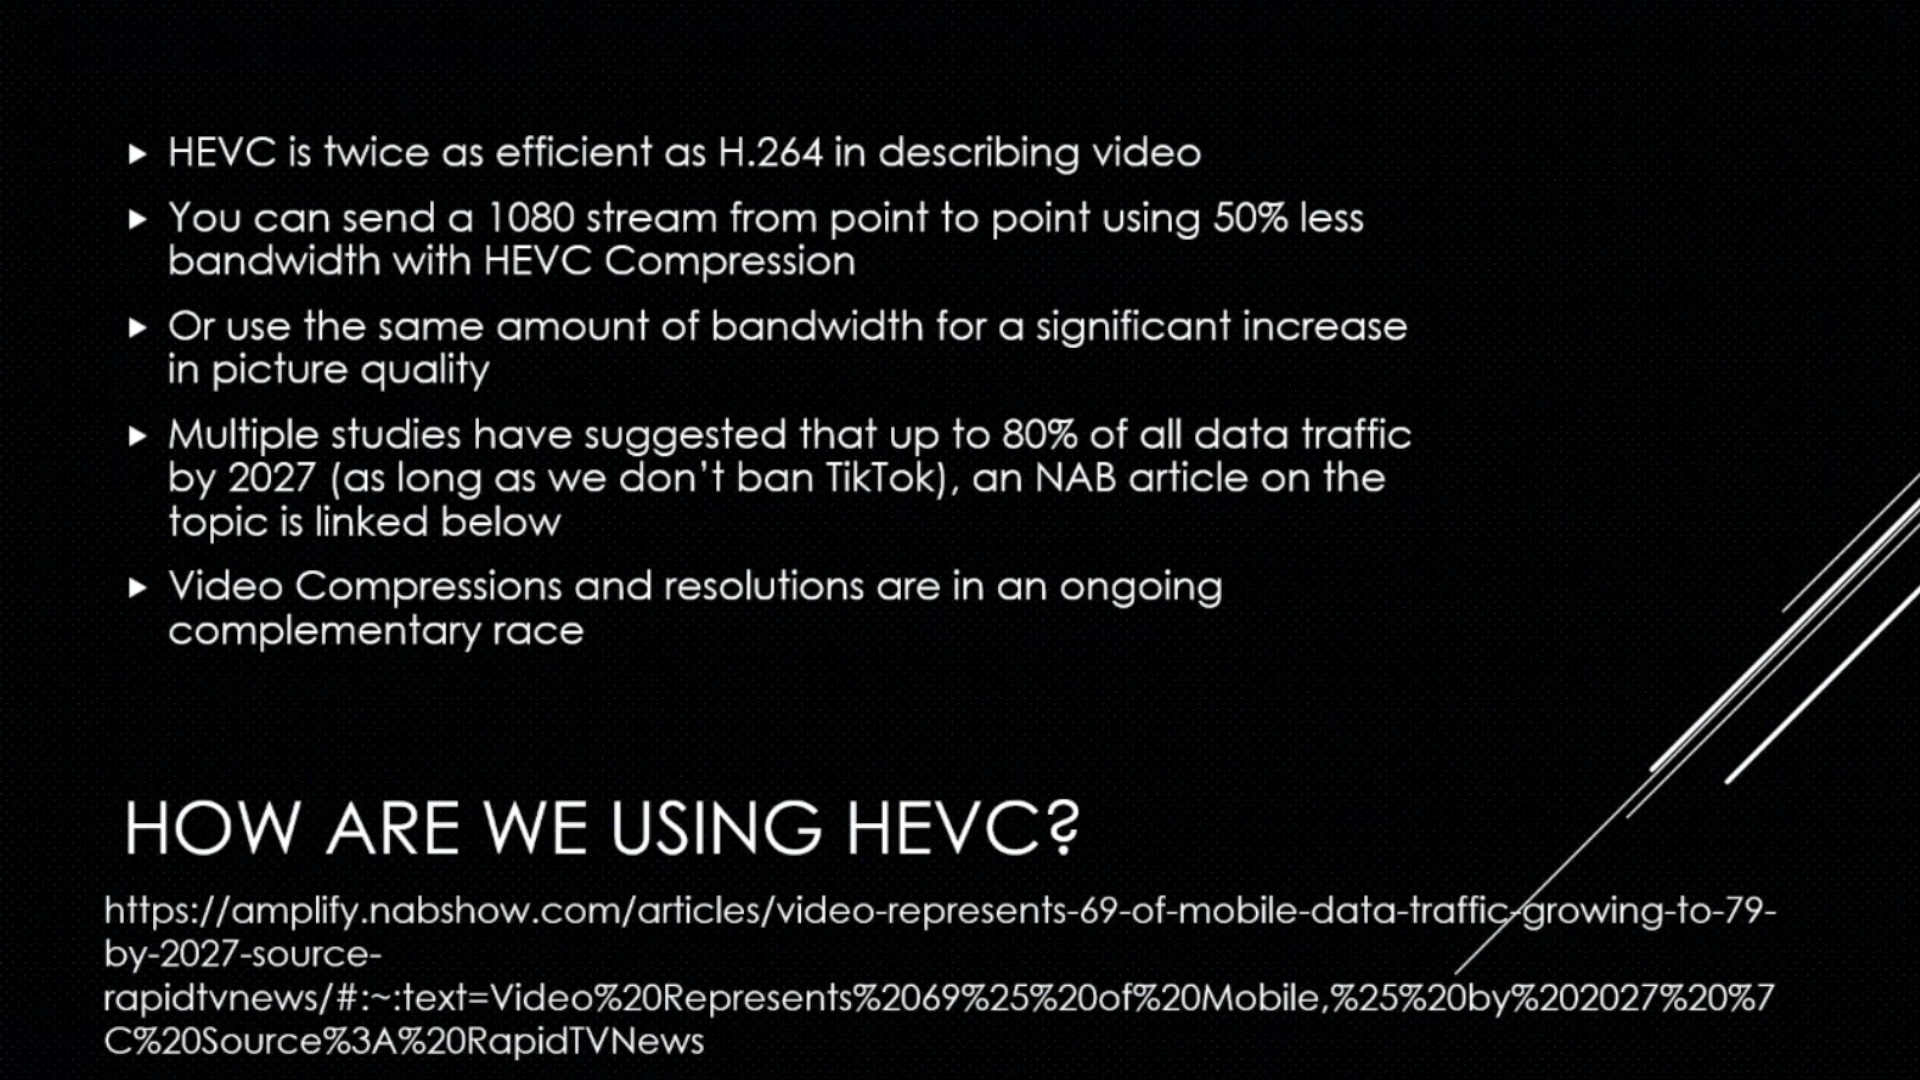 HEVC is twice as efficient as H.264 in describing video
You can send a 1080 stream from point to point using 50% less
bandwidth with HEVC Compression
Or use the same amount of bandwidth for a significant increase
in picture quality
Multiple studies have suggested that up to 80% of all data traffic
by 2027 (as long as we don't ban TikTok), an NAB article on the
topic is linked below
Video Compressions and resolutions are in an ongoing
complementary race
HOW ARE WE USING HEVC?
https://amplify.nabshow.com/articles/video-represents-69-of-mobile-data-traffic-growing-to-79-
by-2027-source-
rapidtvnews/#:~:text=Video%20Represents%2069%25%20of%20Mobile,%25%20by%202027%20%7
C%20Source%3A%20RapidTVNews